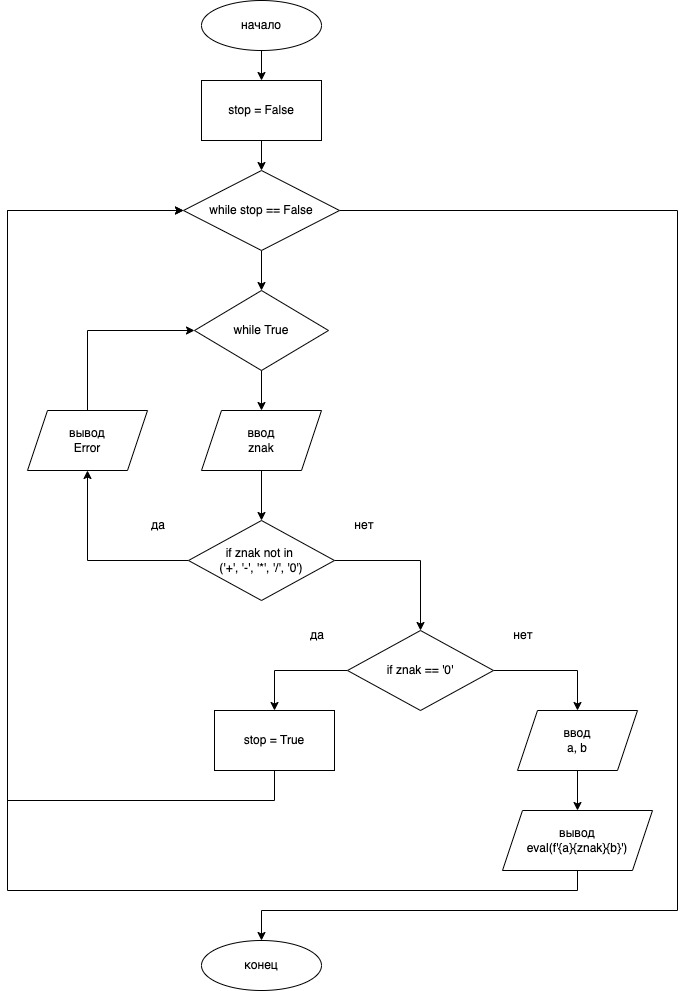 начало
stop = False
while stop == False
while True
вывод
Error
ввод
znak
да
нет
if znak not in
('+', '-', '*', '/', '0')
да
нет
if znak == '0'
stop = True
ввод
a, b
вывод
eval(f'{a}{znak}{b}')
конец